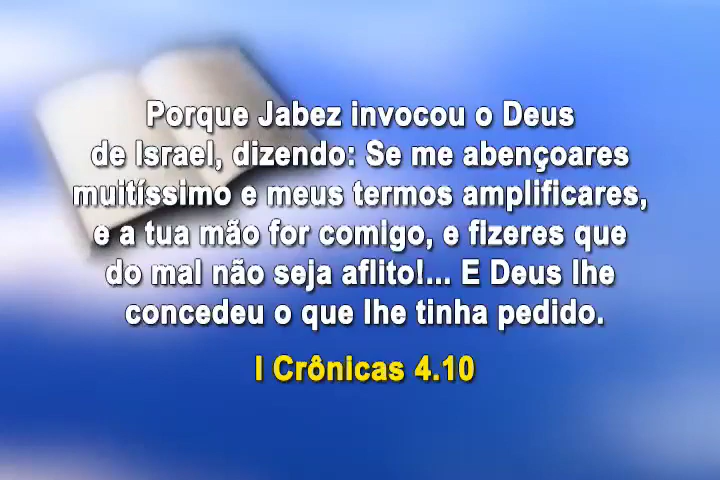 Porque Jabez invocou o Deus
de Israel, dizendo: Se me abençoares
muitíssimo e meus termos amplificares,
e a tua mão for comigo, e fizeres que
do mal não seja aflito!... E Deus lhe
concedeu o que lhe tinha pedido.
I Crônicas 4.10